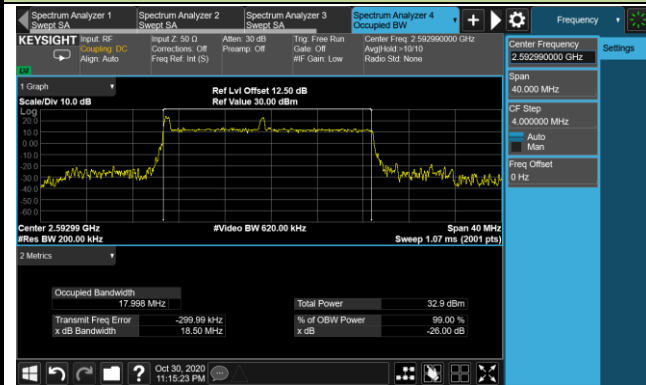 Spectrum Analyzer 1
Swept SA
Spectrum Analyzer 2
Swept SA
Spectrum Analyzer 3
Swept SA
Spectrum Analyzer 4
Occupied BW
Frequency
KEYSIGHT
Input: RF
Coupling: DC
Align: Auto
Input Z: 50 Ω
Corrections: Off
Freq Ref: Int (S)
Atten: 30 dB
Preamp: Off
Trig: Free Run
Gate: Off
#IF Gain: Low
Center Freq: 2.592990000 GHz
Avg|Hold:>10/10
Radio Std: None
Center Frequency
2.592990000 GHz
Settings
Span
40.000 MHz
CF Step
4.000000 MHz
Auto
Man
Freq Offset
0 Hz
1 Graph
Scale/Div 10.0 dB
Ref Lvl Offset 12.50 dB
Ref Value 30.00 dBm
Log
20.0
10.0
0.00
-10.0
-20.0
-30.0
-40.0
-50.0
-60.0
Center 2.59299 GHz
#Res BW 200.00 kHz
#Video BW 620.00 kHz
Span 40 MHz
Sweep 1.07 ms (2001 pts)
2 Metrics
Occupied Bandwidth
17.998 MHz
Total Power 32.9 dBm
Transmit Freq Error -299.99 kHz
% of OBW Power 99.00 %
x dB Bandwidth 18.50 MHz
x dB -26.00 dB
?
Oct 30, 2020
11:15:23 PM